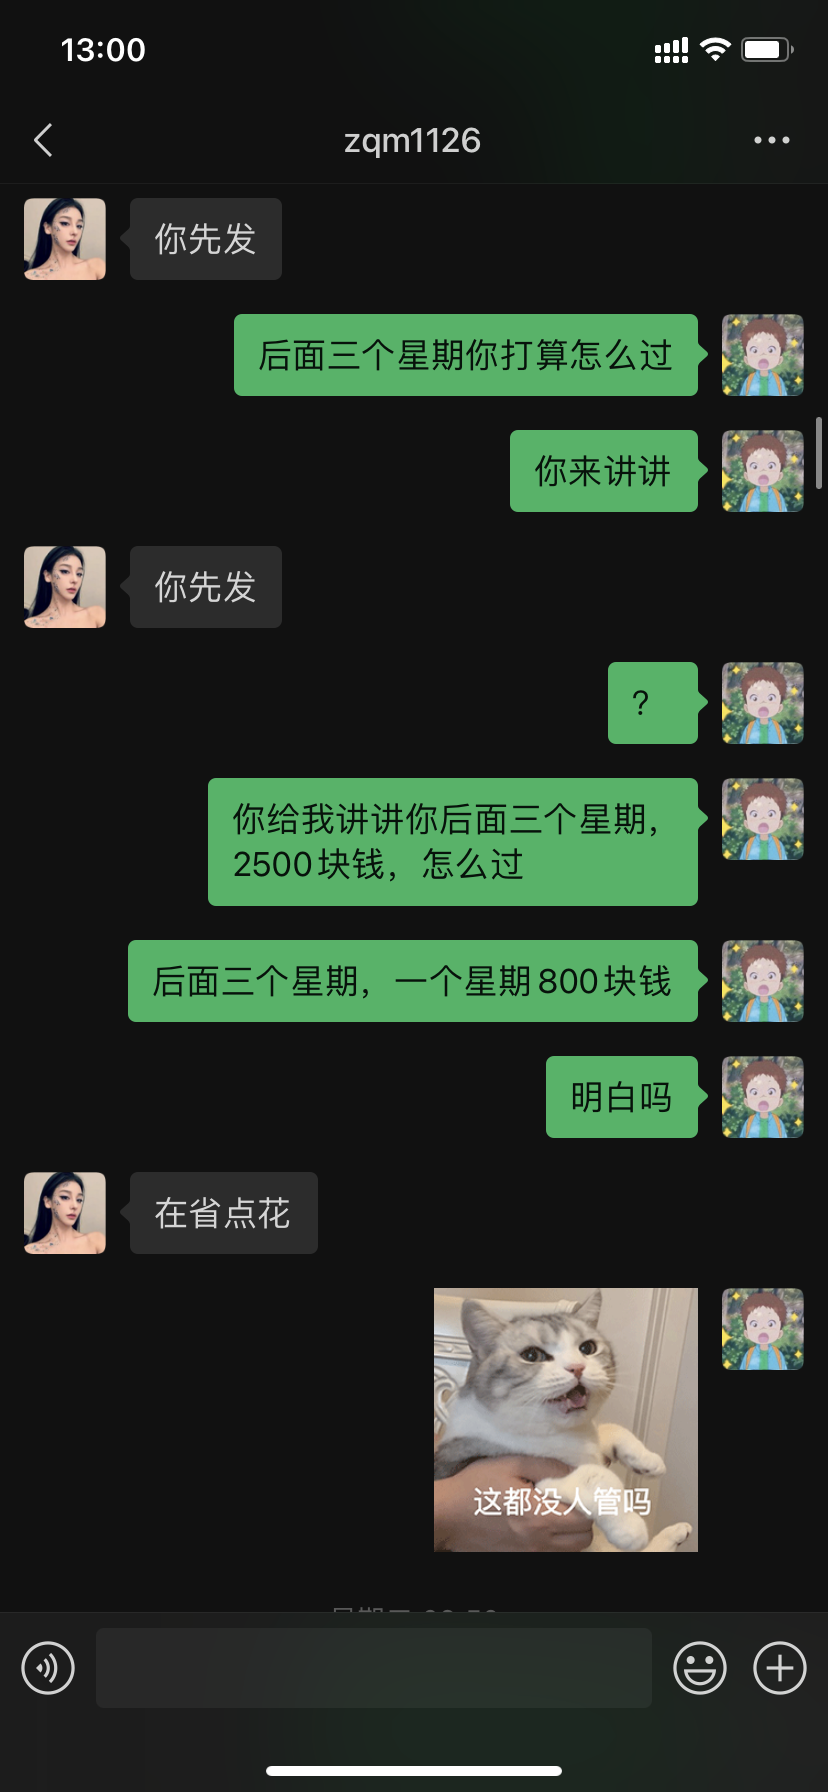 13:00
zqm1126
你先发
后面三个星期你打算怎么过
你来讲讲
你先发
?
你给我讲讲你后面三个星期，
2500块钱，怎么过
后面三个星期，一个星期800块钱
明白吗
在省点花
这都没人管吗